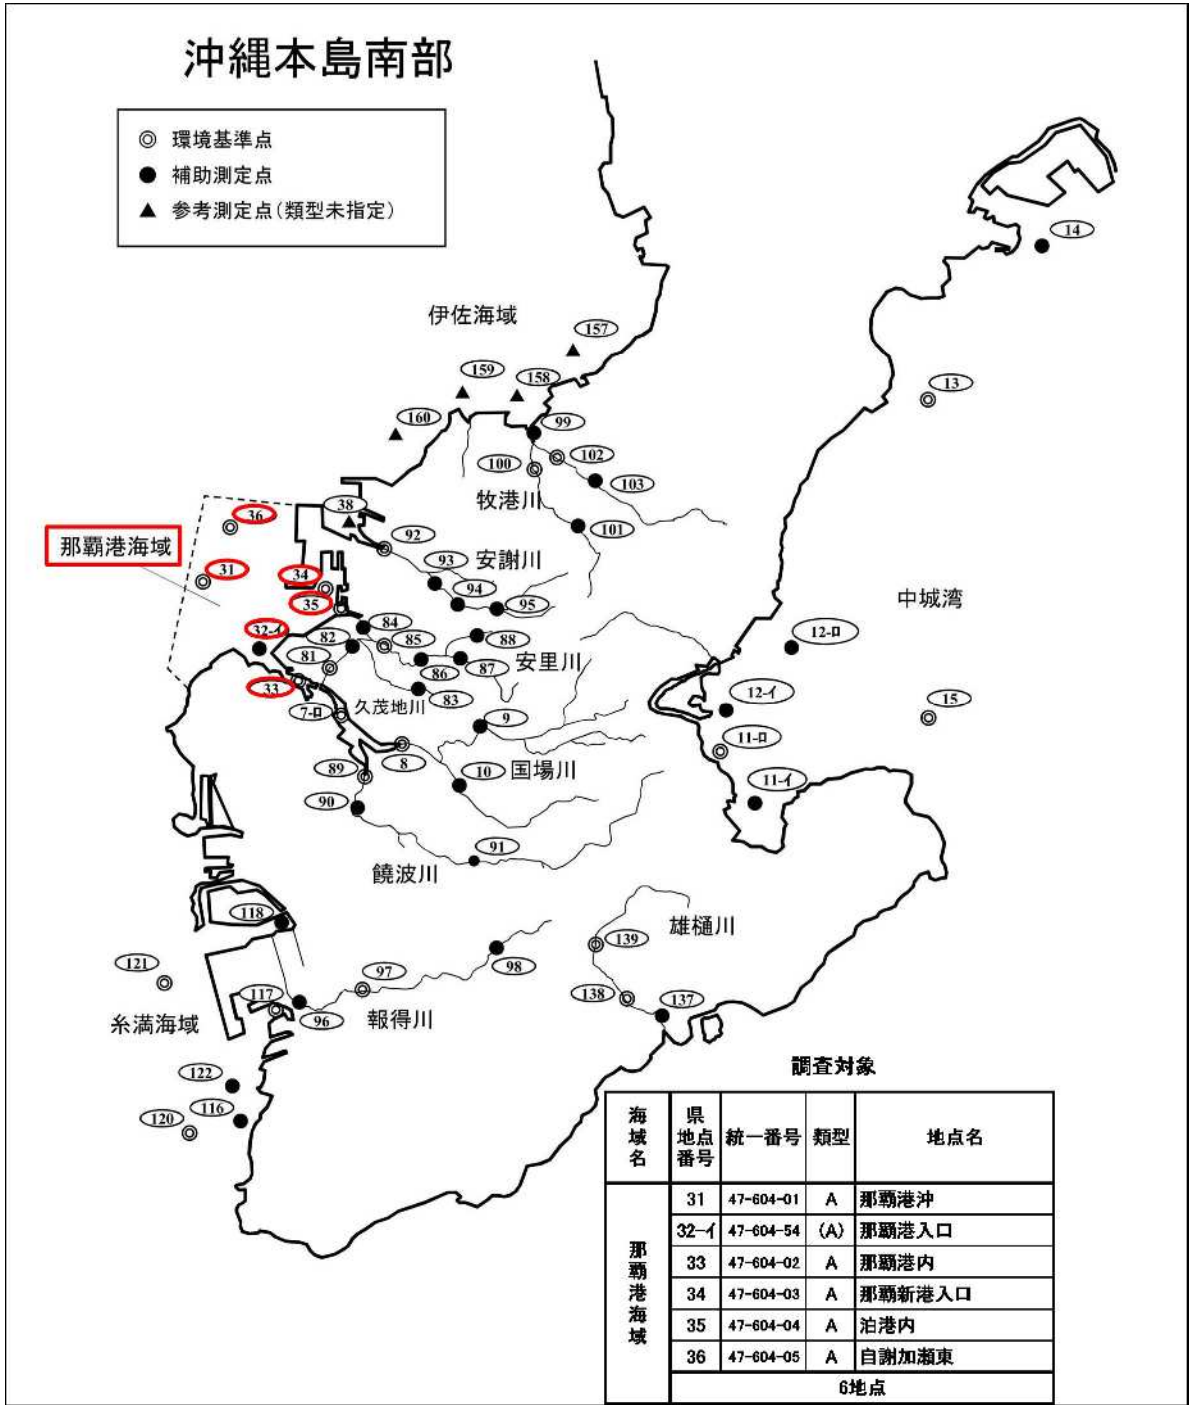 沖縄本島南部
◎ 環境基準点
● 補助測定点
▲ 参考測定点(類型未指定)
14
伊佐海域
157
159
158
13
160
99
102
100
103
牧港川
38
36
101
那覇港海域
92
安謝川
31
34
93
94
中城湾
35
95
32-イ
84
82
85
88
12-ロ
81
安里川
86
87
33
83
12-イ
7-ロ
久茂地川
9
15
11-ロ
8
89
10
国場川
11-イ
90
91
饒波川
118
雄樋川
139
98
121
97
117
138
137
糸満海域
96
報得川
122
116
120
調査対象
海域名 県地点番号 統一番号 類型 地点名
那覇港海域
31 47-604-01 A 那覇港沖
32-イ 47-604-54 (A) 那覇港入口
33 47-604-02 A 那覇港内
34 47-604-03 A 那覇新港入口
35 47-604-04 A 泊港内
36 47-604-05 A 自謝加瀬東
6地点